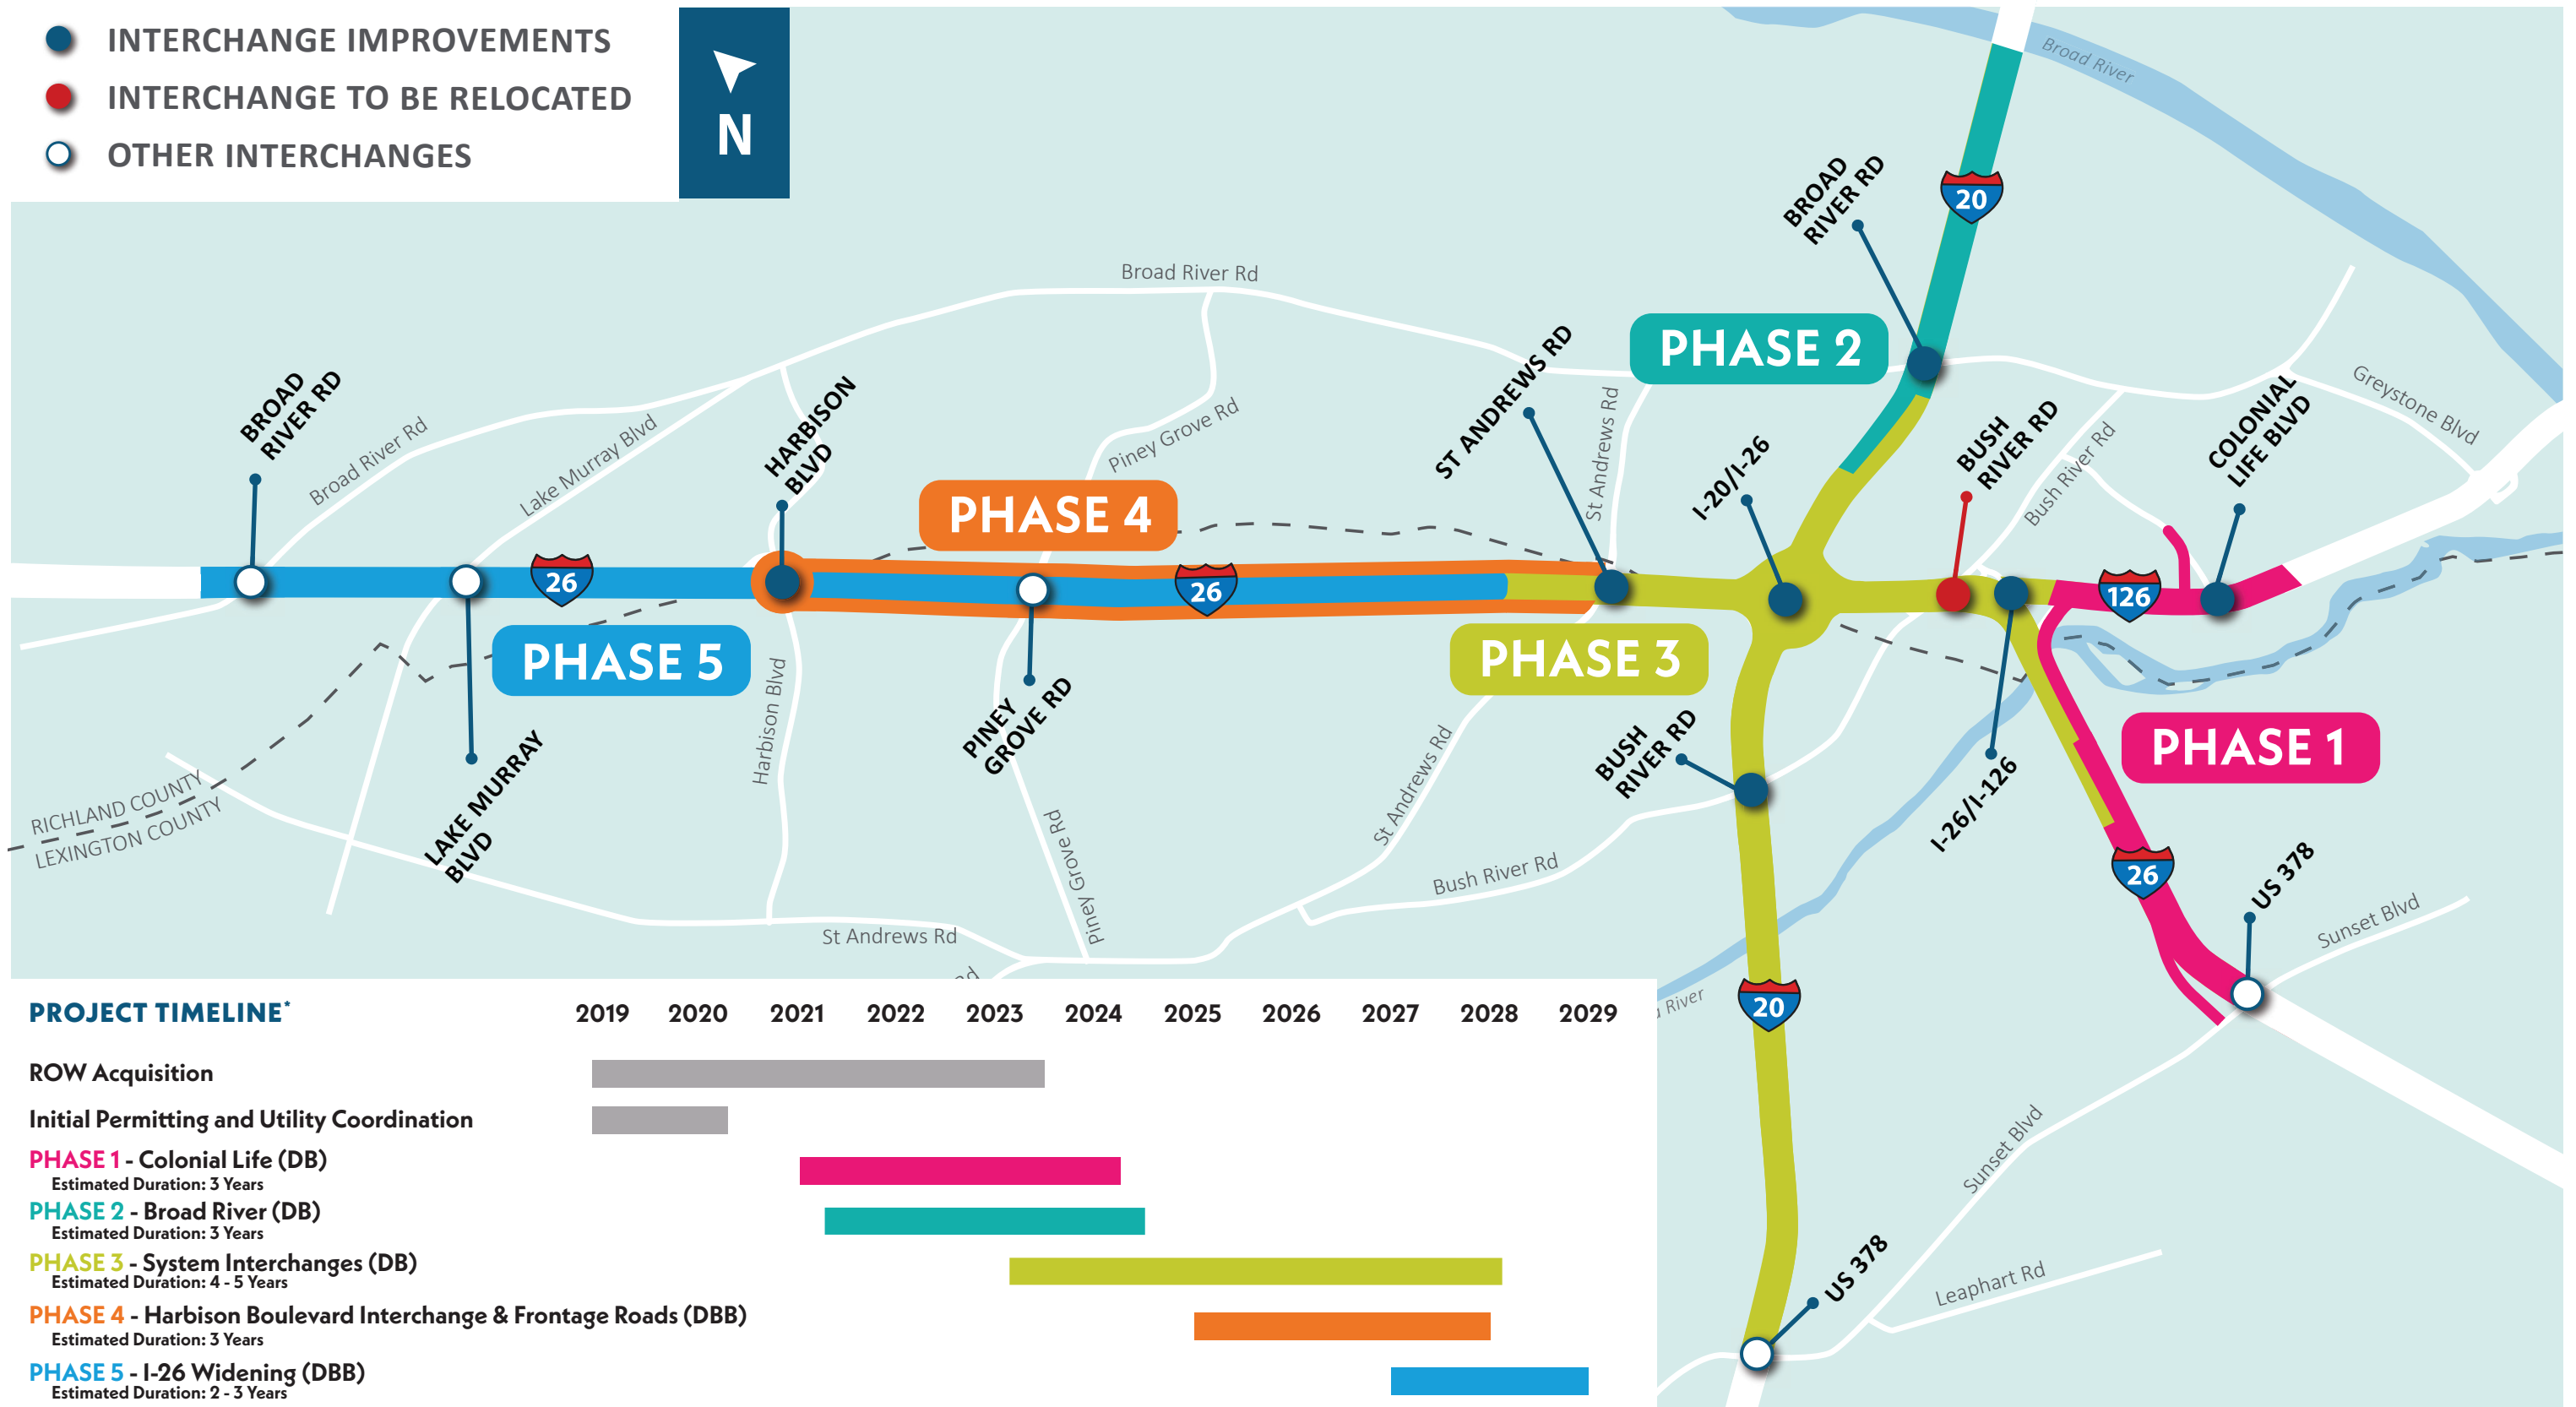 INTERCHANGE IMPROVEMENTS
INTERCHANGE TO BE RELOCATED
OTHER INTERCHANGES
N
Broad River
20
BROAD
RIVER RD
Broad River Rd
PHASE 2
ST ANDREWS RD
St Andrews Rd
BROAD
RIVER RD
Broad River Rd
Lake Murray Blvd
HARBISON
BLVD
Piney Grove Rd
I-20/I-26
BUSH
RIVER RD
Bush River Rd
COLONIAL
LIFE BLVD
Greystone Blvd
PHASE 4
26
26
126
PHASE 5
PHASE 3
PHASE 1
Harbison Blvd
PINEY
GROVE RD
LAKE MURRAY
BLVD
RICHLAND COUNTY
LEXINGTON COUNTY
St Andrews Rd
BUSH
RIVER RD
I-26/I-126
26
US 378
Bush River Rd
Piney Grove Rd
St Andrews Rd
Sunset Blvd
Rd
River
20
Sunset Blvd
US 378
Leaphart Rd
PROJECT TIMELINE*
2019 2020 2021 2022 2023 2024 2025 2026 2027 2028 2029
ROW Acquisition
Initial Permitting and Utility Coordination
PHASE 1 - Colonial Life (DB)
Estimated Duration: 3 Years
PHASE 2 - Broad River (DB)
Estimated Duration: 3 Years
PHASE 3 - System Interchanges (DB)
Estimated Duration: 4 - 5 Years
PHASE 4 - Harbison Boulevard Interchange & Frontage Roads (DBB)
Estimated Duration: 3 Years
PHASE 5 - I-26 Widening (DBB)
Estimated Duration: 2 - 3 Years